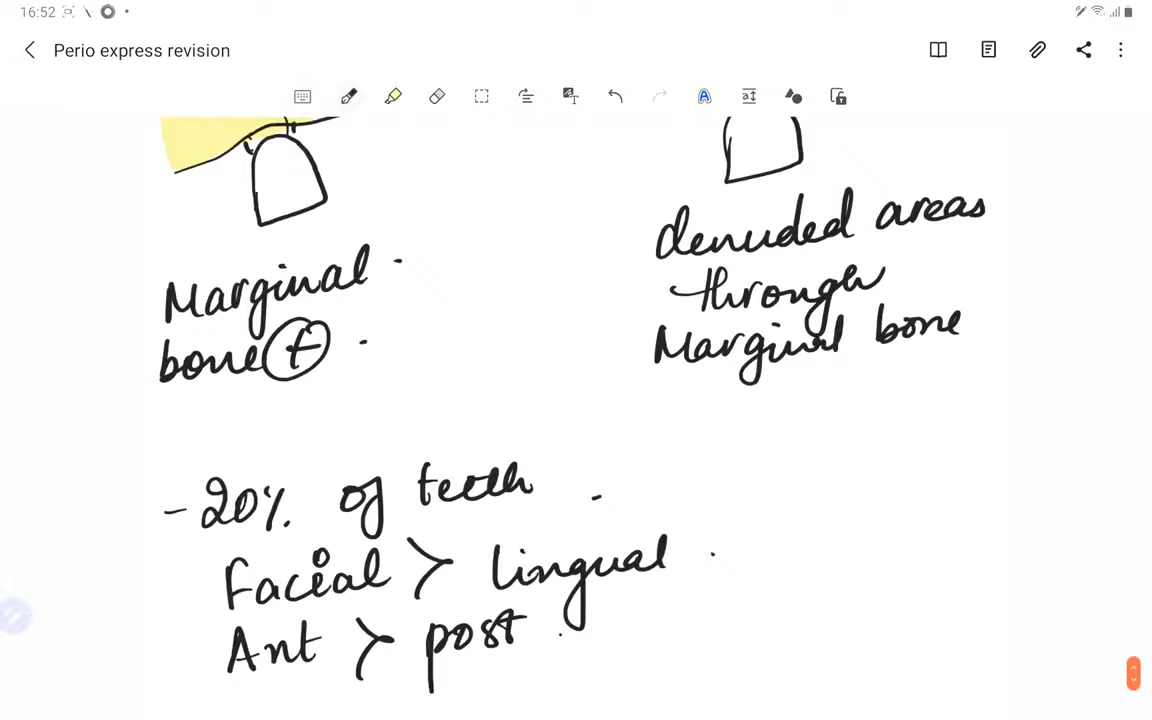 16:52
Perio express revision
Marginal
bone +
denuded areas
through
Marginal bone
- 20% of teeth
Facial > lingual
Ant > post